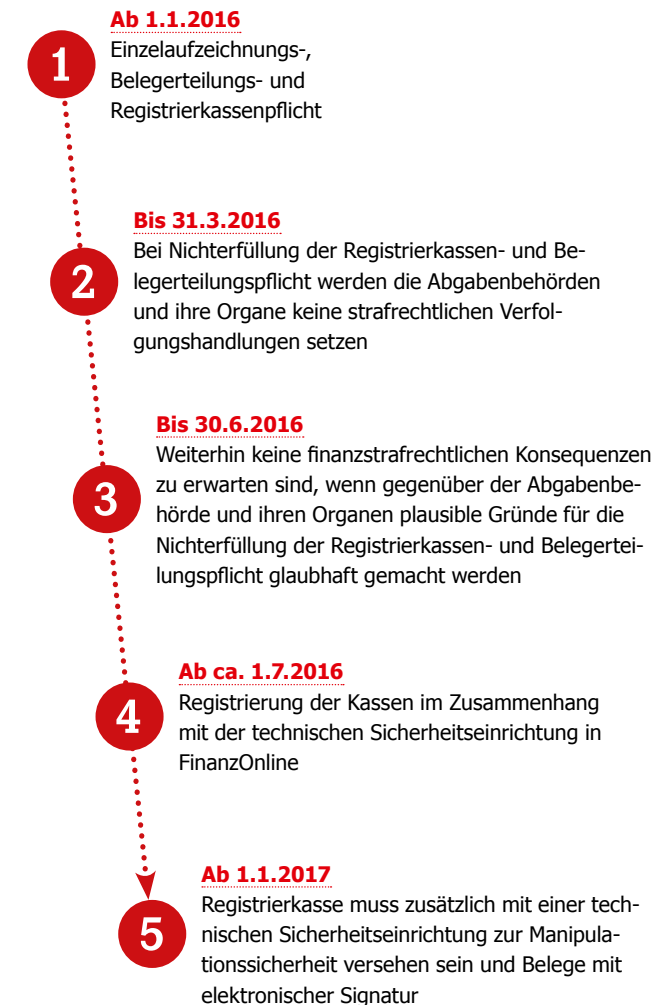 1
Ab 1.1.2016
Einzelaufzeichnungs-,
Belegerteilungs- und
Registrierkassenpflicht
2
Bis 31.3.2016
Bei Nichterfüllung der Registrierkassen- und Be-
legerteilungspflicht werden die Abgabenbehörden
und ihre Organe keine strafrechtlichen Verfol-
gungshandlungen setzen
3
Bis 30.6.2016
Weiterhin keine finanzstrafrechtlichen Konsequenzen
zu erwarten sind, wenn gegenüber der Abgabenbe-
hörde und ihren Organen plausible Gründe für die
Nichterfüllung der Registrierkassen- und Belegertei-
lungspflicht glaubhaft gemacht werden
4
Ab ca. 1.7.2016
Registrierung der Kassen im Zusammenhang
mit der technischen Sicherheitseinrichtung in
FinanzOnline
5
Ab 1.1.2017
Registrierkasse muss zusätzlich mit einer tech-
nischen Sicherheitseinrichtung zur Manipula-
tionssicherheit versehen sein und Belege mit
elektronischer Signatur